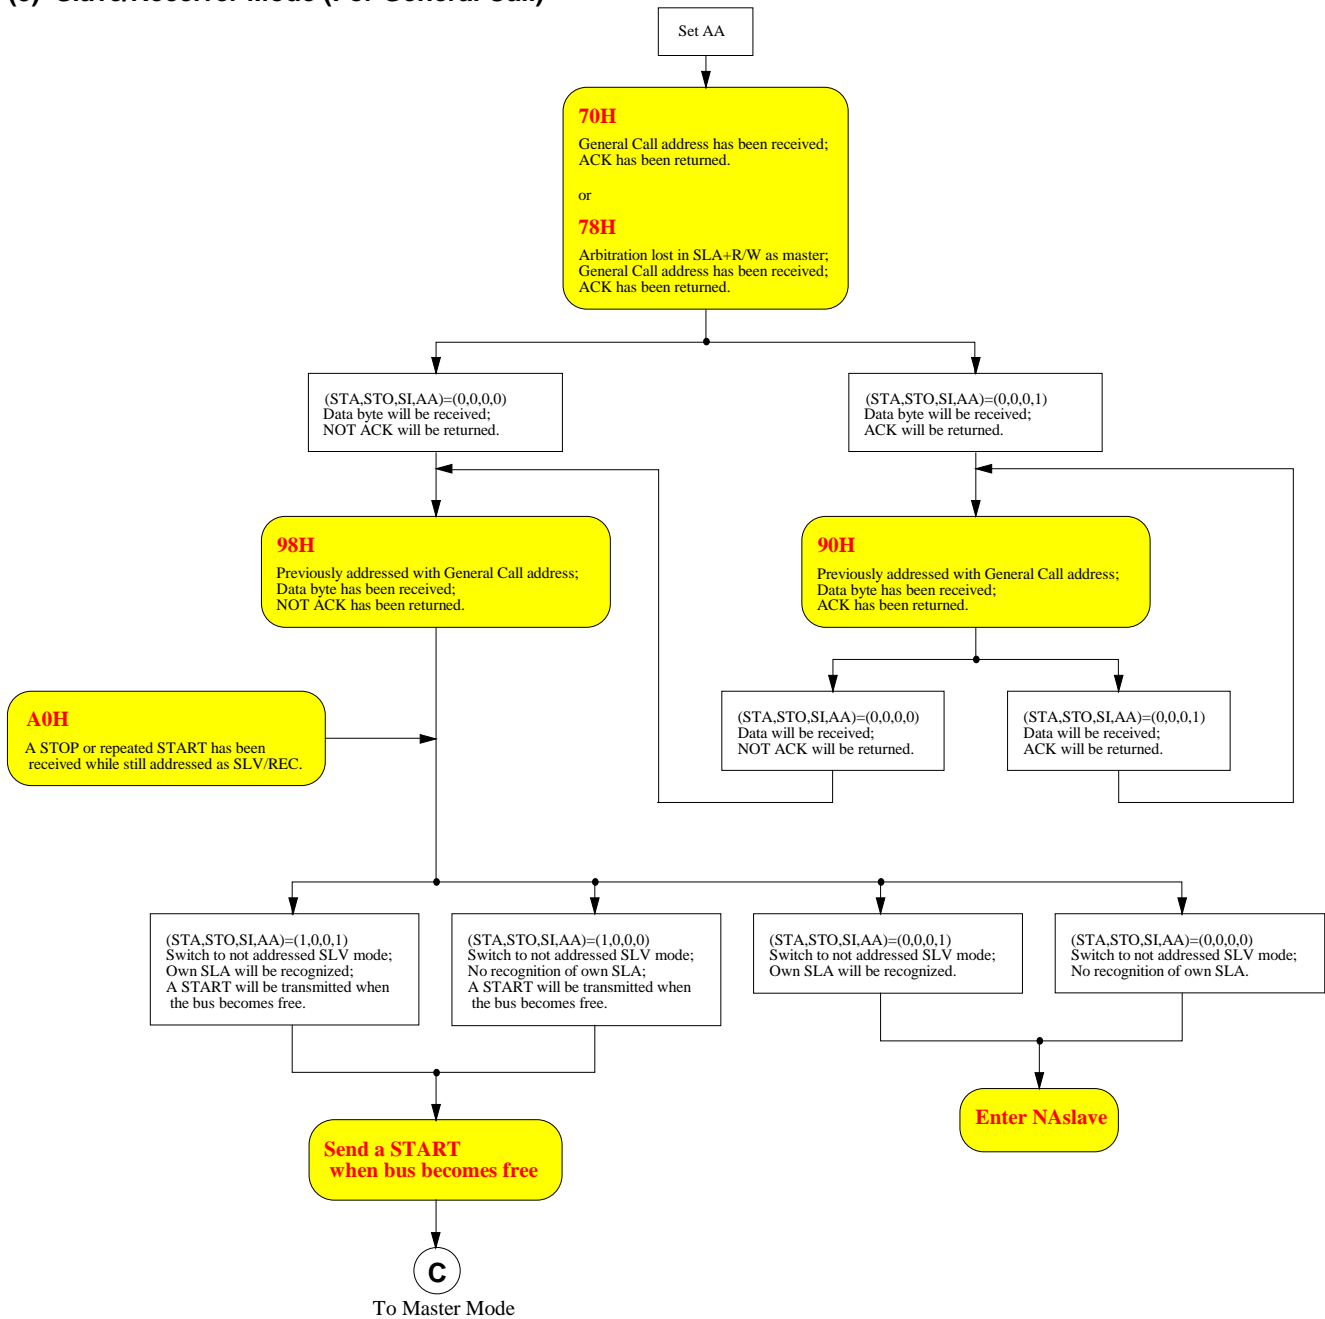 Set AA
70H
General Call address has been received;
ACK has been returned.
or
78H
Arbitration lost in SLA+R/W as master;
General Call address has been received;
ACK has been returned.
(STA,STO,SI,AA)=(0,0,0,0)
Data byte will be received;
NOT ACK will be returned.
(STA,STO,SI,AA)=(0,0,0,1)
Data byte will be received;
ACK will be returned.
98H
Previously addressed with General Call address;
Data byte has been received;
NOT ACK has been returned.
90H
Previously addressed with General Call address;
Data byte has been received;
ACK has been returned.
A0H
A STOP or repeated START has been
received while still addressed as SLV/REC.
(STA,STO,SI,AA)=(0,0,0,0)
Data will be received;
NOT ACK will be returned.
(STA,STO,SI,AA)=(0,0,0,1)
Data will be received;
ACK will be returned.
(STA,STO,SI,AA)=(1,0,0,1)
Switch to not addressed SLV mode;
Own SLA will be recognized;
A START will be transmitted when
the bus becomes free.
(STA,STO,SI,AA)=(1,0,0,0)
Switch to not addressed SLV mode;
No recognition of own SLA;
A START will be transmitted when
the bus becomes free.
(STA,STO,SI,AA)=(0,0,0,1)
Switch to not addressed SLV mode;
Own SLA will be recognized.
(STA,STO,SI,AA)=(0,0,0,0)
Switch to not addressed SLV mode;
No recognition of own SLA.
Send a START
when bus becomes free
Enter NAslave
C
To Master Mode